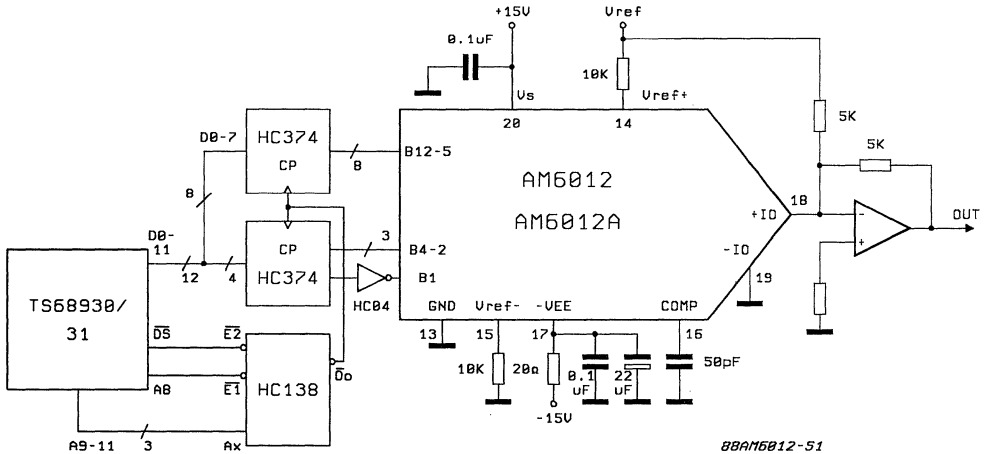 +15V
Vref
0.1uF
10K
Vs
Vref+
20
14
5K
5K
D0-7
HC374
CP
8
B12-5
8
AM6012
AM6012A
18
+IO
-
+
OUT
-IO
19
D0-
11
12
4
CP
HC374
3
B4-2
B1
HC04
TS68930/
31
GND
Vref-
-VEE
COMP
13
15
17
16
DS
E2
A8
E1
HC138
Do
10K
20Ω
0.1
uF
22
uF
50pF
-15V
A9-11
3
Ax
88AM6012-51